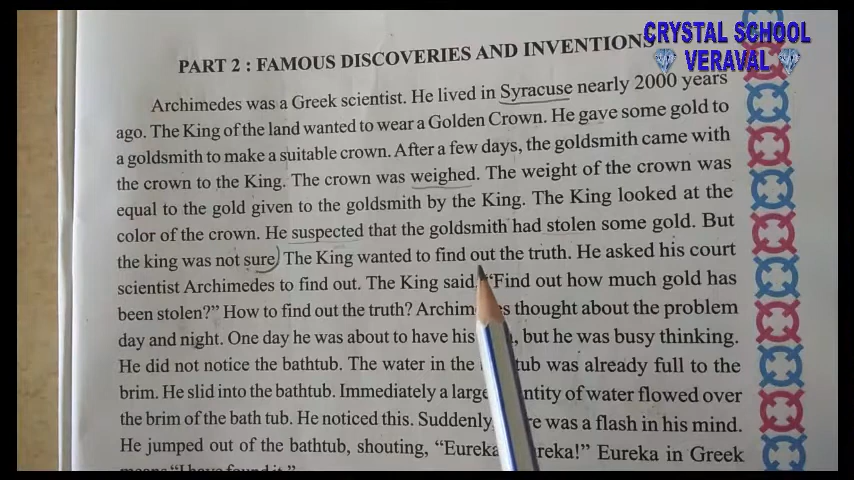 CRYSTAL SCHOOL
VERAVAL
PART 2 : FAMOUS DISCOVERIES AND INVENTIONS
Archimedes was a Greek scientist. He lived in Syracuse nearly 2000 years
ago. The King of the land wanted to wear a Golden Crown. He gave some gold to
a goldsmith to make a suitable crown. After a few days, the goldsmith came with
the crown to the King. The crown was weighed. The weight of the crown was
equal to the gold given to the goldsmith by the King. The King looked at the
color of the crown. He suspected that the goldsmith had stolen some gold. But
the king was not sure) The King wanted to find out the truth. He asked his court
scientist Archimedes to find out. The King said, “Find out how much gold has
been stolen?” How to find out the truth? Archim s thought about the problem
day and night. One day he was about to have his , but he was busy thinking.
He did not notice the bathtub. The water in the tub was already full to the
brim. He slid into the bathtub. Immediately a large ntity of water flowed over
the brim of the bath tub. He noticed this. Suddenly, re was a flash in his mind.
He jumped out of the bathtub, shouting, “Eureka reka!” Eureka in Greek
means “I have found it.”